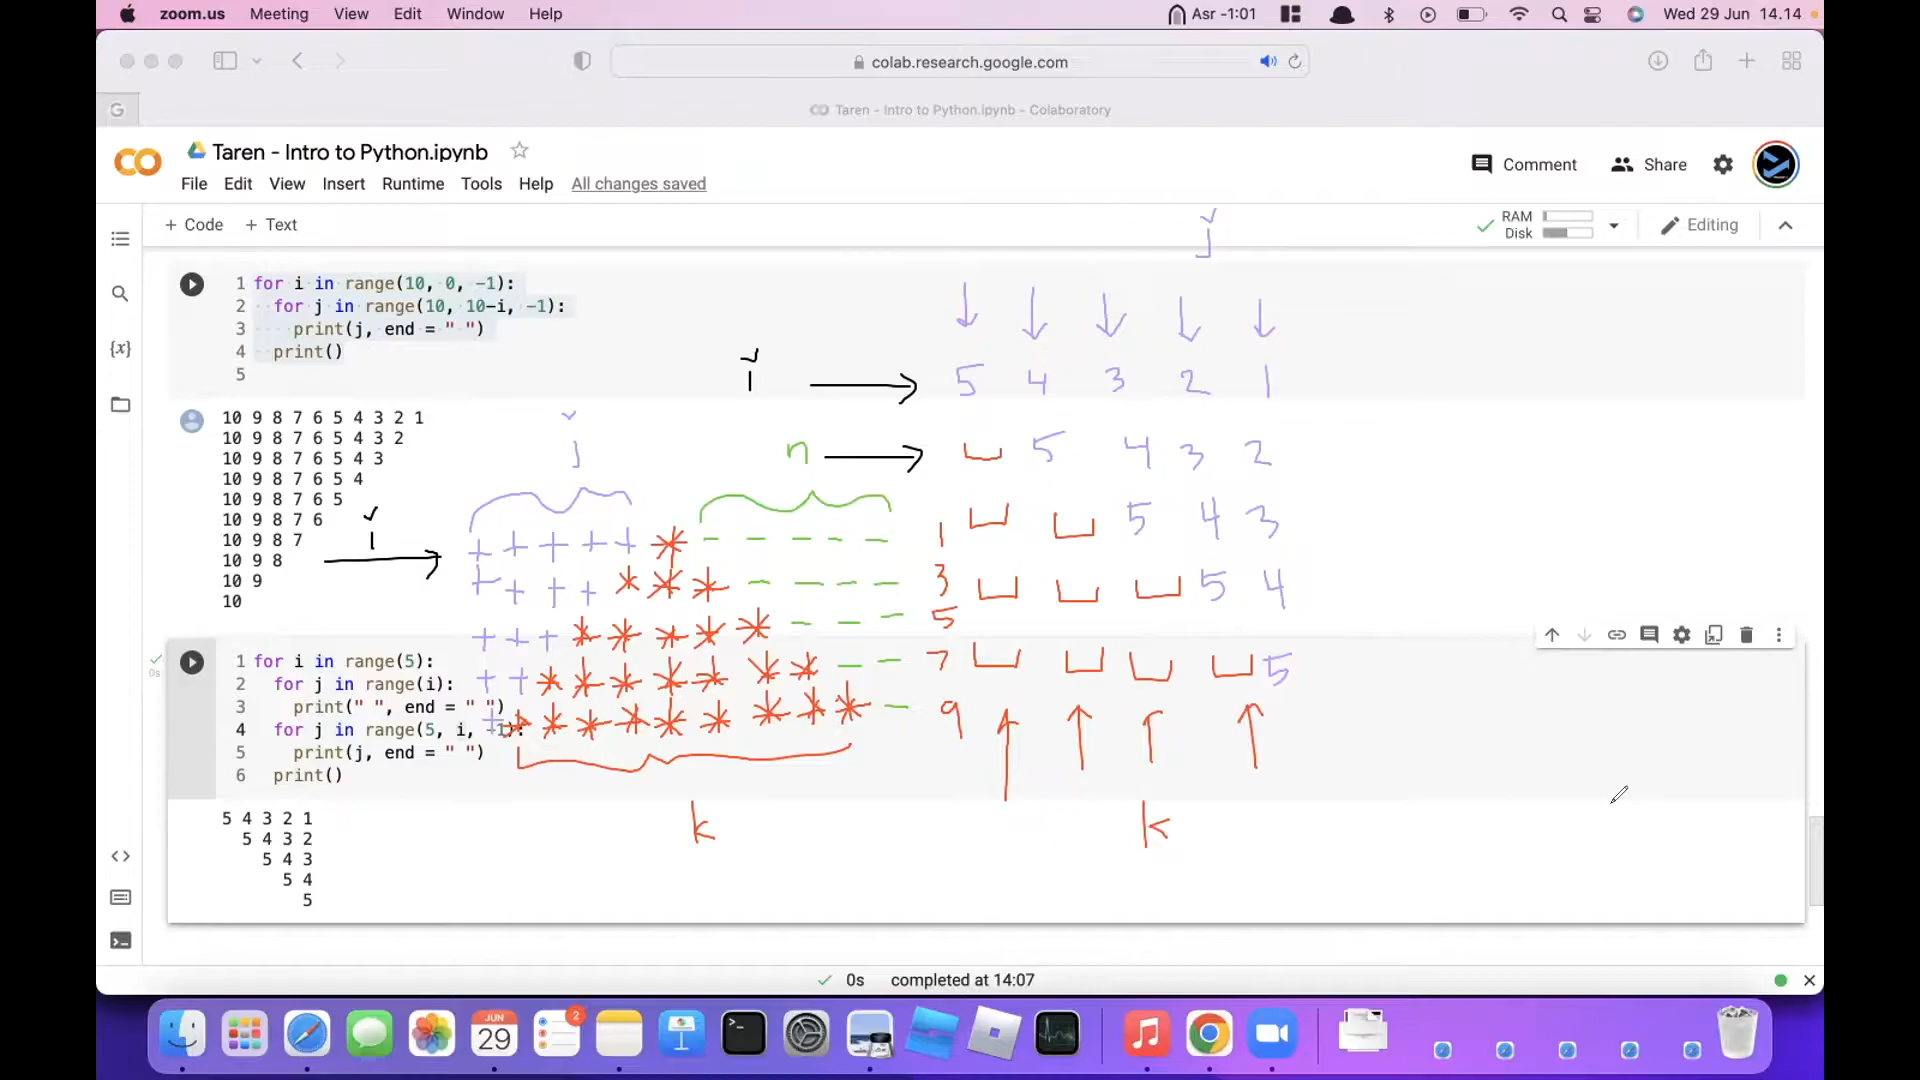 zoom.us Meeting View Edit Window Help Asr -1:01 Wed 29 Jun 14.14
colab.research.google.com
G Taren - Intro to Python.ipynb - Colaboratory
CO Taren - Intro to Python.ipynb
Comment Share
File Edit View Insert Runtime Tools Help All changes saved
+ Code + Text RAM Disk Editing
j
1 for i in range(10, 0, -1):
2 for j in range(10, 10-i, -1):
3 print(j, end = " ")
4 print()
5
i → 5 4 3 2 1
10 9 8 7 6 5 4 3 2 1
10 9 8 7 6 5 4 3 2
10 9 8 7 6 5 4 3
10 9 8 7 6 5 4
10 9 8 7 6 5
10 9 8 7 6
10 9 8 7
10 9 8
10 9
10
j n → 5 4 3 2
i → + + + + + * - - - - - 1 5 4 3
+ + + + * * * - - - - 3 5 4
+ + + * * * * * - - - 5
+ + * * * * * * * - - 7 5
+ * * * * * * * * * - 9
1 for i in range(5):
2 for j in range(i):
3 print(" ", end = " ")
4 for j in range(5, i, -1):
5 print(j, end = " ")
6 print()
0s
k k
5 4 3 2 1
5 4 3 2
5 4 3
5 4
5
0s completed at 14:07
JUN
29
2